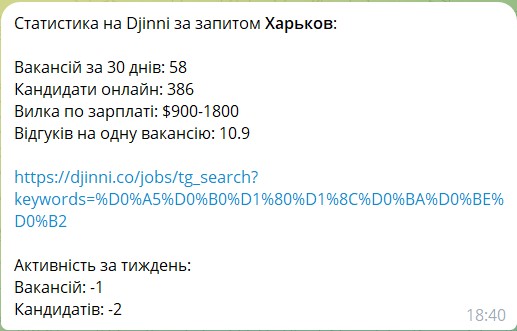 Статистика на Djinni за запитом Харьков:
Вакансій за 30 днів: 58
Кандидати онлайн: 386
Вилка по зарплаті: $900-1800
Відгуків на одну вакансію: 10.9
https://djinni.co/jobs/tg_search?
keywords=%D0%A5%D0%B0%D1%80%D1%8C%D0%BA%D0%BE%
D0%B2
Активність за тиждень:
Вакансій: -1
Кандидатів: -2
18:40